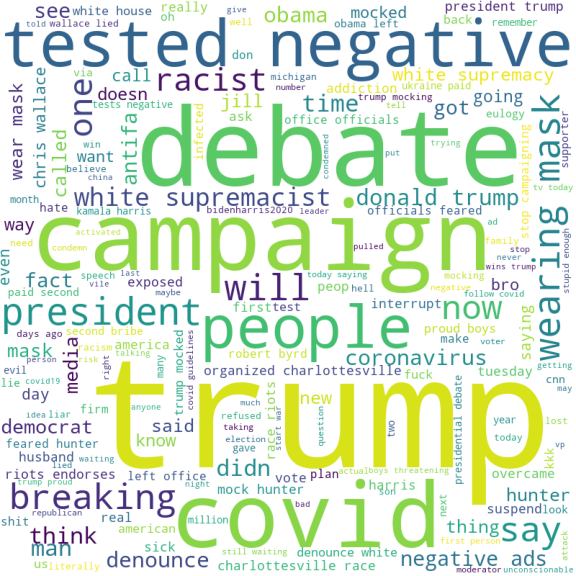 see
white house
really
oh
obama
mocked
president trump
back
remember
told
wallace lied
don
obama left
give
well
tested negative
wear mask
chris wallace
one
doesn
via
call
racist
michigan
number
ukraine paid
white supremacy
addiction
trump mocking
tell
going
tests negative
antifa
infected
jill
ask
time
office officials
got
eulogy
stop campaigning
supporter
wearing mask
debate
called
win
want
believe
china
condemned
put
trying
white supremacist
donald trump
tv today
month
hate
kamala harris
bidenharris2020
leader
officials feared
ad
way
need
activated
condemn
campaign
pulled
family
stop
never
wins trump
stupid enough
even
fact
speech
last
vile
maybe
exposed
will
today saying
peop
hell
mocking
negative
bro
follow covid
paid second
president
first
test
people
interrupt
now
saying
days ago
second bribe
america
robert byrd
make
proud boys
voter
mask
media
racism
risk
talking
many
trump mocked
organized charlottesville
coronavirus
tuesday
getting
cnn
may
evil
lie
person
covid19
right
covid guidelines
fuck
day
idea
liar
firm
anyone
trump
much
refused
taking
race riots
start war
new
question
two
presidential debate
year
today
lost
democrat
said
election
gave
feared hunter
waiting
know
didn
vote
plan
actual
boys threatening
vp
overcame
kkk
husband
lied
left office
harris
son
riots endorses
trump proud
night
mock hunter
next
hunter
breaking
republican
bad
covid
suspend
look
shit
real
american
million
thing
say
think
man
sick
still waiting
denounce white
first person
attack
us
literally
denounce
charlottesville race
negative ads
moderator
unconscionable